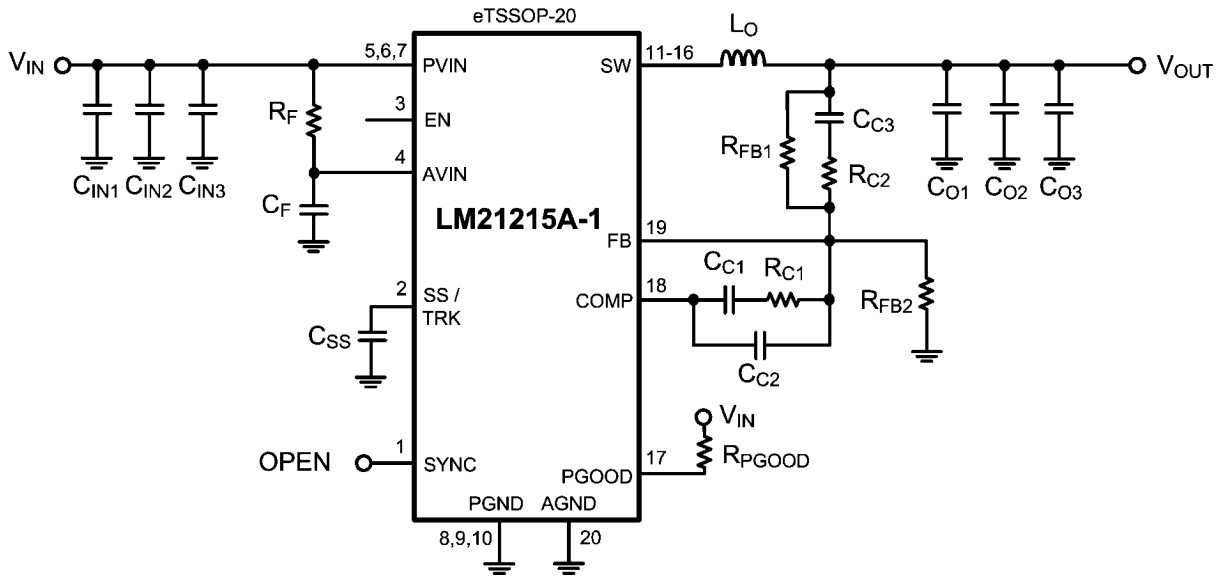 eTSSOP-20
LO
VIN
5,6,7
PVIN
SW
11-16
VOUT
3
EN
RF
CC3
RFB1
RC2
4
AVIN
CIN1
CIN2
CIN3
CO1
CO2
CO3
CF
LM21215A-1
FB
19
CC1
RC1
2
SS /
TRK
COMP
18
RFB2
CSS
CC2
VIN
OPEN
1
SYNC
RPGOOD
PGOOD
17
PGND
AGND
8,9,10
20